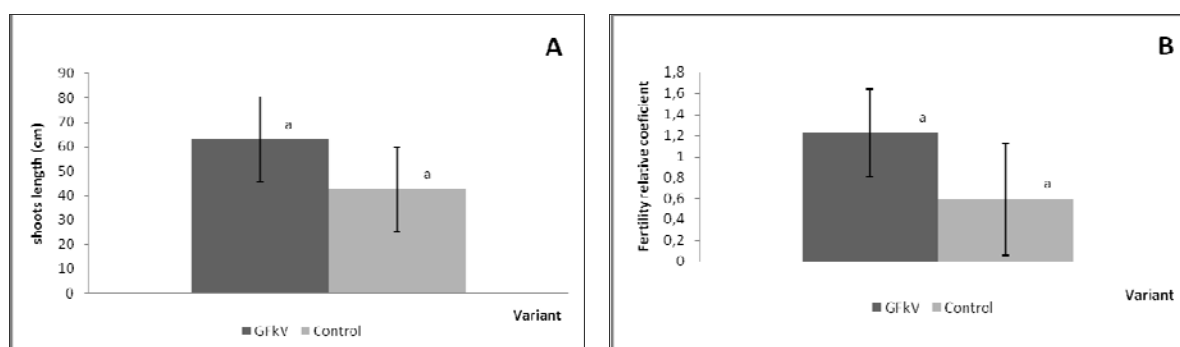 A
90
80
70
60
50
40
30
20
10
0
shoots length (cm)
a
a
Variant
GFkV Control
B
1,8
1,6
1,4
1,2
1
0,8
0,6
0,4
0,2
0
Fertility relative coeficient
a
a
Variant
GFkV Control